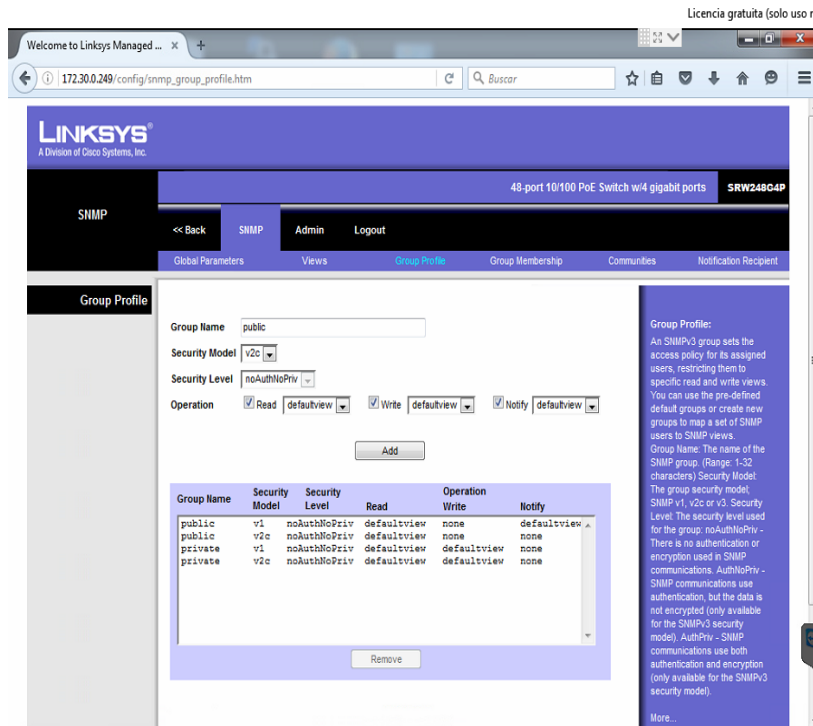 Licencia gratuita (solo uso
Welcome to Linksys Managed ... × +
172.30.0.249/config/snmp_group_profile.htm
Buscar
LINKSYS®
A Division of Cisco Systems, Inc.
48-port 10/100 PoE Switch w/4 gigabit ports SRW248G4P
SNMP
<< Back SNMP Admin Logout
Global Parameters Views Group Profile Group Membership Communities Notification Recipient
Group Profile
Group Name public
Security Model v2c
Security Level noAuthNoPriv
Operation Read defaultview Write defaultview Notify defaultview
Add
Group Name Security Model Security Level Operation
Read Write Notify
public v1 noAuthNoPriv defaultview none defaultview
public v2c noAuthNoPriv defaultview none none
private v1 noAuthNoPriv defaultview defaultview none
private v2c noAuthNoPriv defaultview defaultview none
Remove
Group Profile:
An SNMPv3 group sets the
access policy for its assigned
users, restricting them to
specific read and write views.
You can use the pre-defined
default groups or create new
groups to map a set of SNMP
users to SNMP views.
Group Name: The name of the
SNMP group. (Range: 1-32
characters) Security Model:
The group security model;
SNMP v1, v2c or v3. Security
Level: The security level used
for the group: noAuthNoPriv -
There is no authentication or
encryption used in SNMP
communications. AuthNoPriv -
SNMP communications use
authentication, but the data is
not encrypted (only available
for the SNMPv3 security
model). AuthPriv - SNMP
communications use both
authentication and encryption
(only available for the SNMPv3
security model).
More...